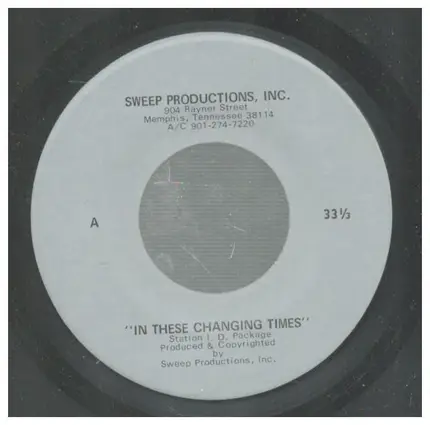 SWEEP PRODUCTIONS, INC.
904 Rayner Street
Memphis, Tennessee 38114
A/C 901-274-7220
A
33⅓
"IN THESE CHANGING TIMES"
Station I. D. Package
Produced & Copyrighted
by
Sweep Productions, Inc.